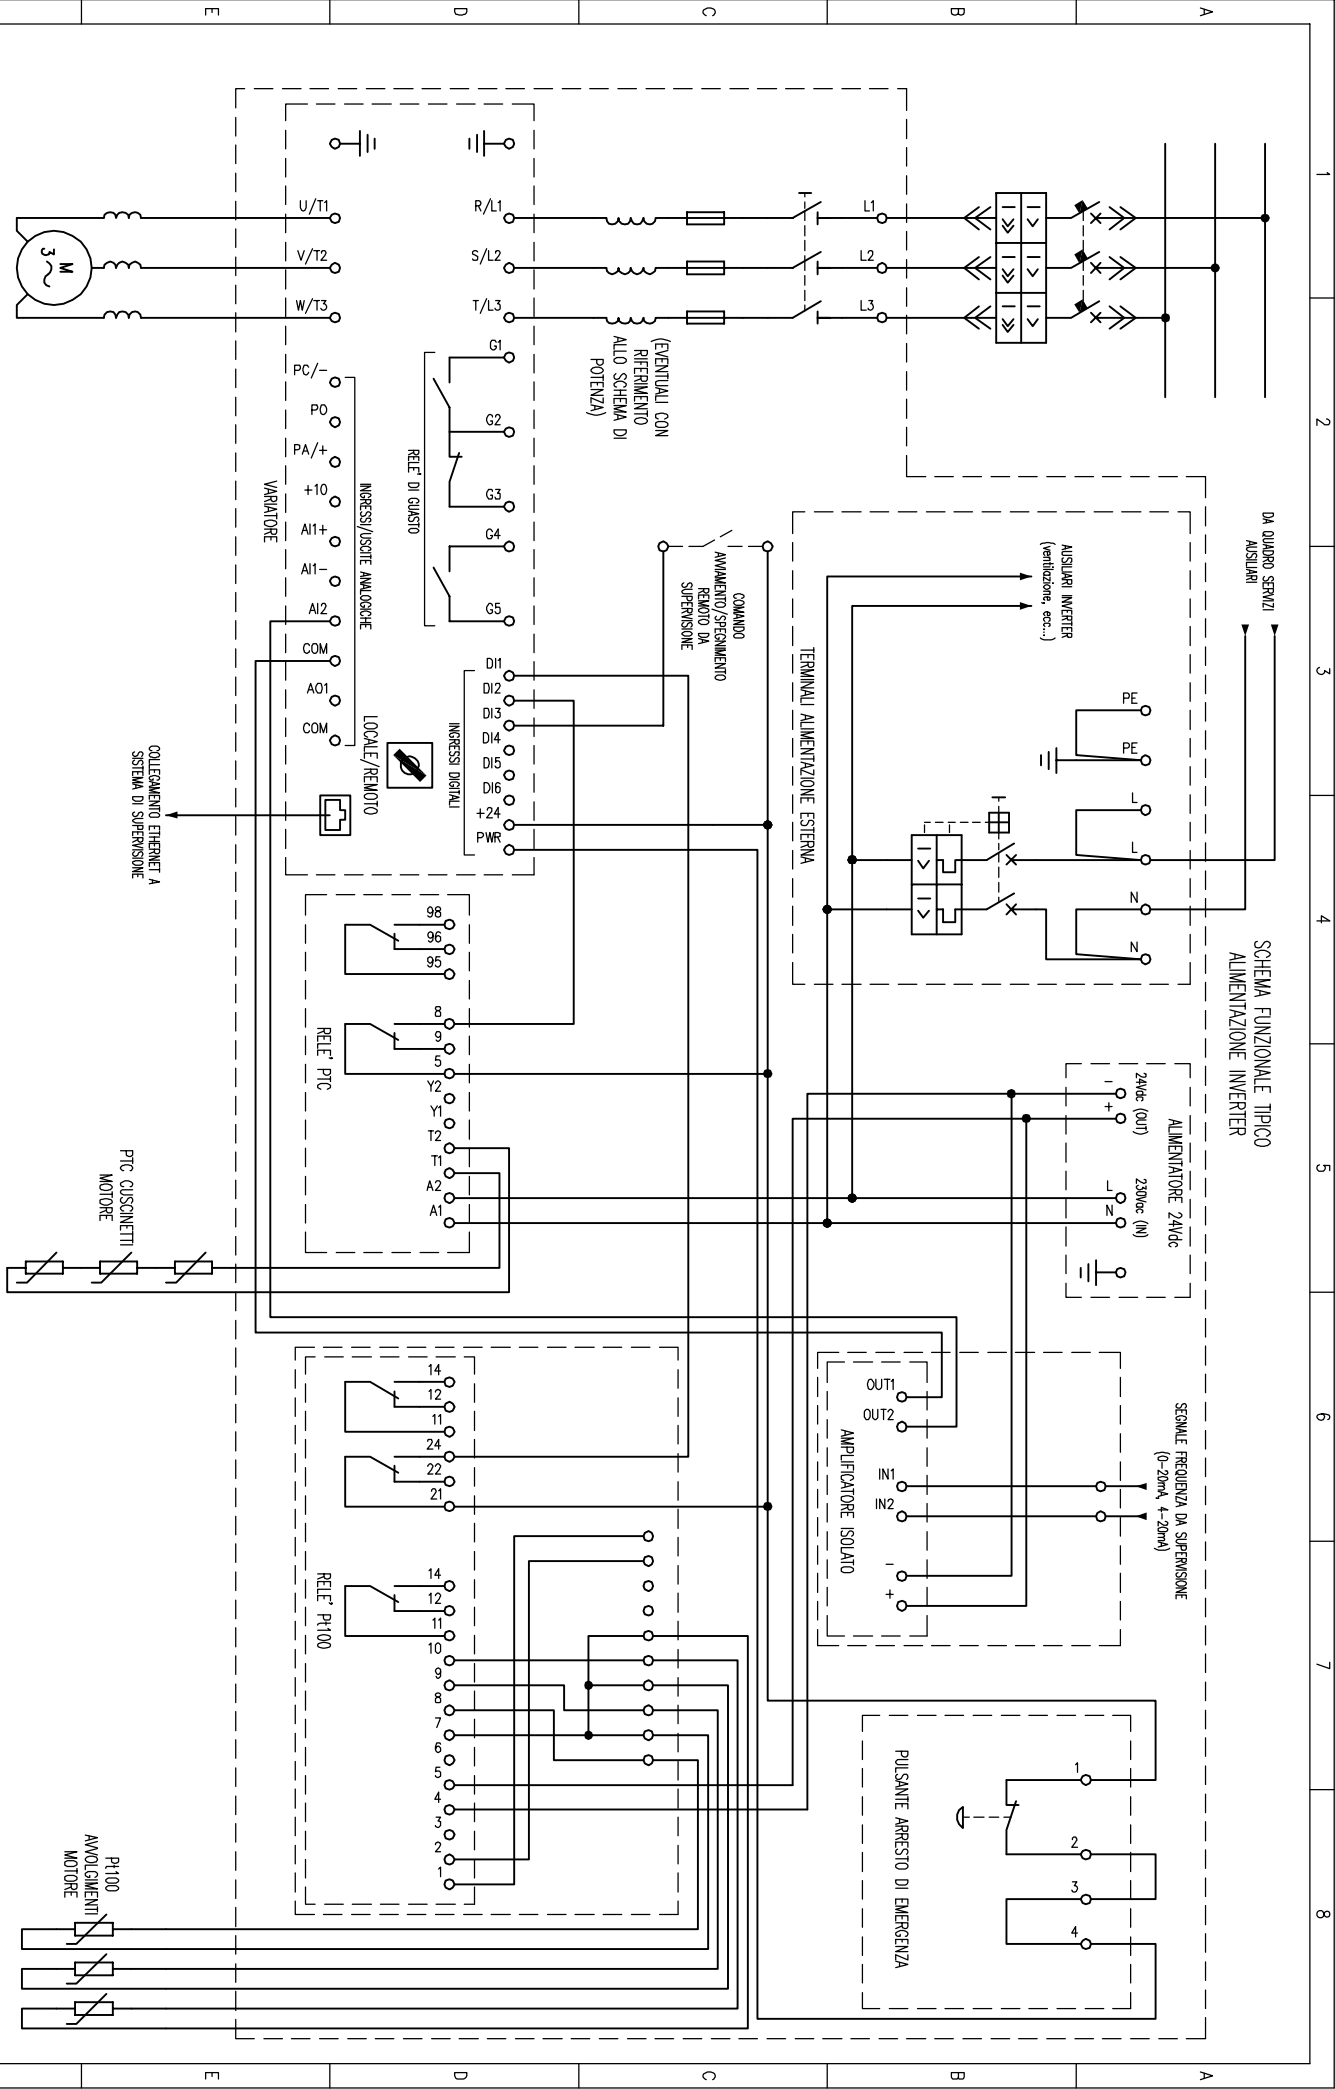 1
2
3
4
5
6
7
8
A
B
C
D
E
A
B
C
D
E
SCHEMA FUNZIONALE TIPICO
ALIMENTAZIONE INVERTER
DA QUADRO SERVIZI
AUSILIARI
AUSILIARI INVERTER
(ventilazione, ecc...)
PE
PE
L
L
N
N
TERMINALI ALIMENTAZIONE ESTERNA
ALIMENTATORE 24Vdc
24Vdc (OUT)
230Vac (IN)
-
+
L
N
SEGNALE FREQUENZA DA SUPERVISIONE
(0-20mA, 4-20mA)
OUT1
OUT2
IN1
IN2
-
+
AMPLIFICATORE ISOLATO
1
2
3
4
PULSANTE ARRESTO DI EMERGENZA
L1
L2
L3
(EVENTUALI CON
RIFERIMENTO
ALLO SCHEMA DI
POTENZA)
COMANDO
AVVIAMENTO/SPEGNIMENTO
REMOTO DA
SUPERVISIONE
R/L1
S/L2
T/L3
G1
G2
G3
G4
G5
RELE' DI GUASTO
DI1
DI2
DI3
DI4
DI5
DI6
+24
PWR
INGRESSI DIGITALI
LOCALE/REMOTO
INGRESSI/USCITE ANALOGICHE
U/T1
V/T2
W/T3
PC/-
PO
PA/+
+10
AI1+
AI1-
AI2
COM
AO1
COM
VARIATORE
M
3
COLLEGAMENTO ETHERNET A
SISTEMA DI SUPERVISIONE
98
96
95
8
9
5
Y2
Y1
T2
T1
A2
A1
RELE' PTC
PTC CUSCINETTI
MOTORE
14
12
11
24
22
21
14
12
11
10
9
8
7
6
5
4
3
2
1
RELE' Pt100
Pt100
AVVOLGIMENTI
MOTORE